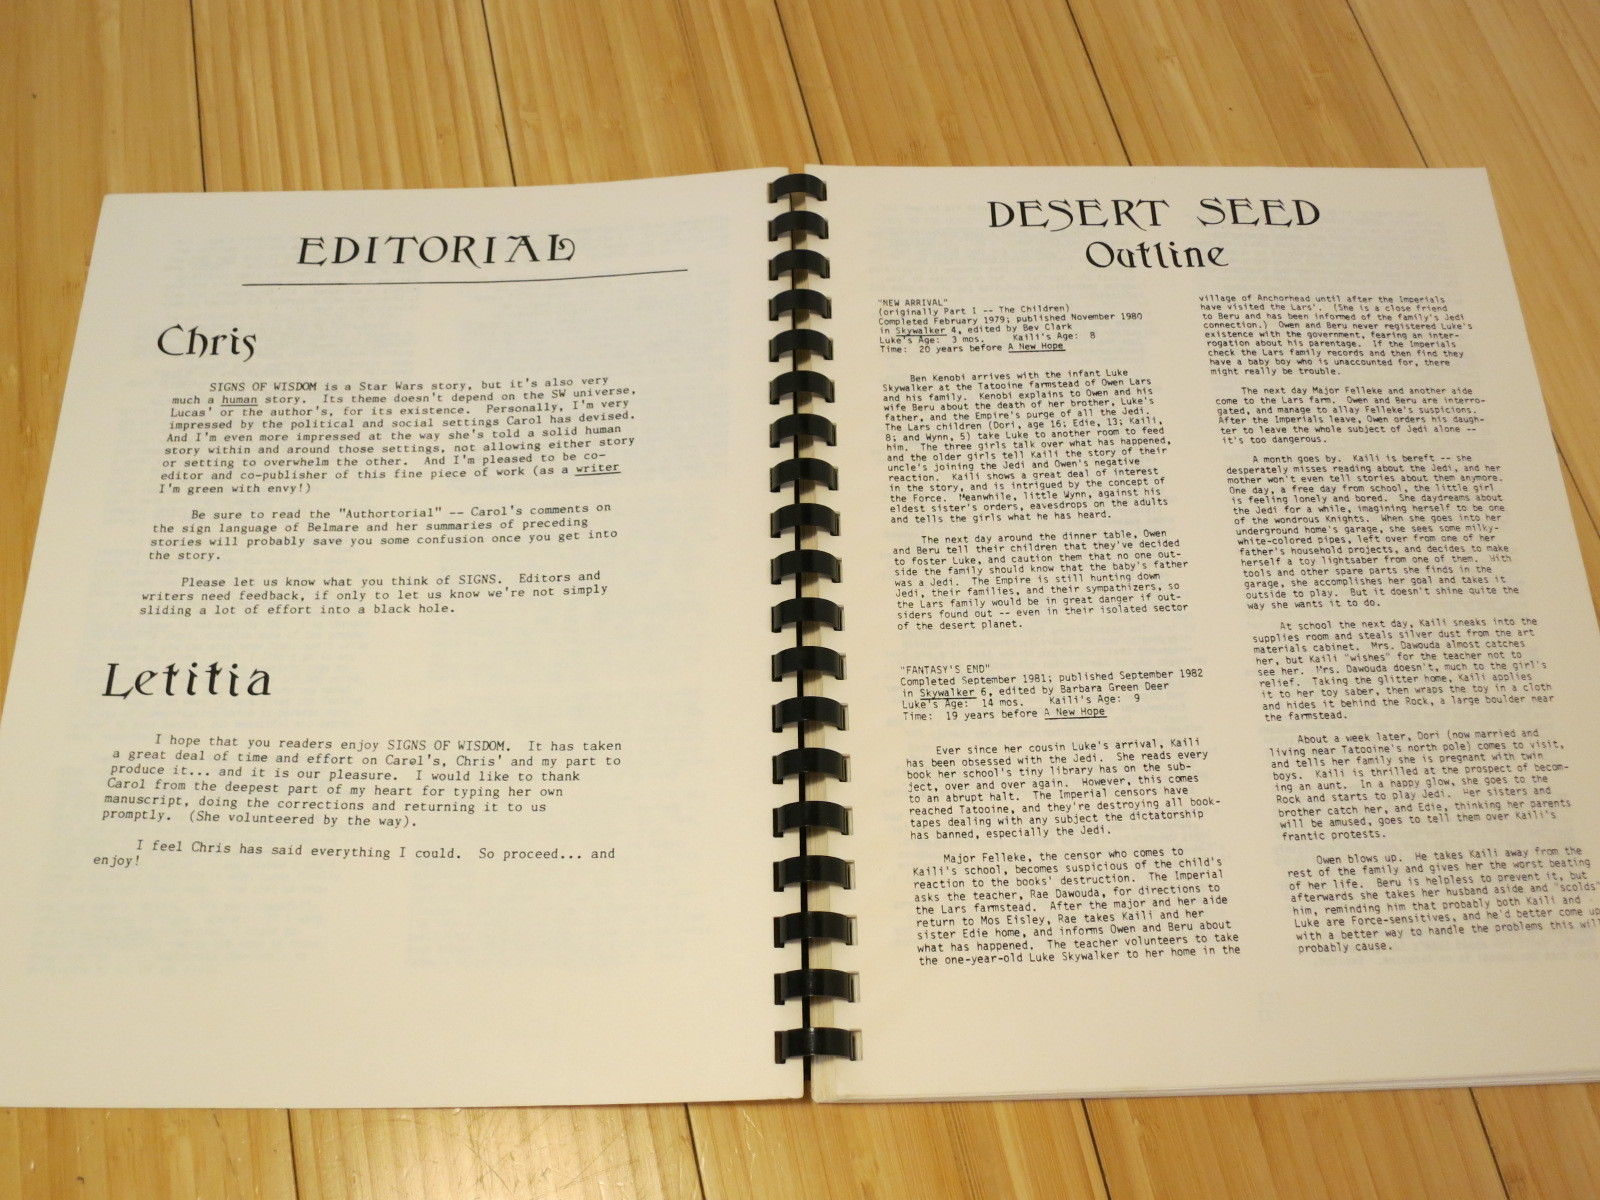 EDITORIAL
Chris
SIGNS OF WISDOM is a Star Wars story, but it's also very
much a human story. Its theme doesn't depend on the SW universe,
Lucas' or the author's, for its existence. Personally, I'm very
impressed by the political and social settings Carol has devised.
And I'm even more impressed at the way she's told a solid human
story within and around those settings, not allowing either story
or setting to overwhelm the other. And I'm pleased to be co-
editor and co-publisher of this fine piece of work (as a writer
I'm green with envy!)
Be sure to read the "Authortorial" -- Carol's comments on
the sign language of Belmare and her summaries of preceding
stories will probably save you some confusion once you get into
the story.
Please let us know what you think of SIGNS. Editors and
writers need feedback, if only to let us know we're not simply
sliding a lot of effort into a black hole.
Letitia
I hope that you readers enjoy SIGNS OF WISDOM. It has taken
a great deal of time and effort on Carol's, Chris' and my part to
produce it... and it is our pleasure. I would like to thank
Carol from the deepest part of my heart for typing her own
manuscript, doing the corrections and returning it to us
promptly. (She volunteered by the way).
I feel Chris has said everything I could. So proceed... and
enjoy!
DESERT SEED
Outline
"NEW ARRIVAL"
(originally Part I -- The Children)
Completed February 1979; published November 1980
in Skywalker 4, edited by Bev Clark
Luke's Age: 3 mos. Kaili's Age: 8
Time: 20 years before A New Hope
Ben Kenobi arrives with the infant Luke
Skywalker at the Tatooine farmstead of Owen Lars
and his family. Kenobi explains to Owen and his
wife Beru about the death of her brother, Luke's
father, and the Empire's purge of all the Jedi.
The Lars children (Dori, age 16; Edie, 13; Kaili,
8; and Wynn, 5) take Luke to another room to feed
him. The three girls talk over what has happened,
and the older girls tell Kaili the story of their
uncle's joining the Jedi and Owen's negative
reaction. Kaili shows a great deal of interest
in the story, and is intrigued by the concept of
the Force. Meanwhile, little Wynn, against his
eldest sister's orders, eavesdrops on the adults
and tells the girls what he has heard.
The next day around the dinner table, Owen
and Beru tell their children that they've decided
to foster Luke, and caution them that no one out-
side the family should know that the baby's father
was a Jedi. The Empire is still hunting down
Jedi, their families, and their sympathizers, so
the Lars family would be in great danger if out-
siders found out -- even in their isolated sector
of the desert planet.
"FANTASY'S END"
Completed September 1981; published September 1982
in Skywalker 6, edited by Barbara Green Deer
Luke's Age: 14 mos. Kaili's Age: 9
Time: 19 years before A New Hope
Ever since her cousin Luke's arrival, Kaili
has been obsessed with the Jedi. She reads every
book her school's tiny library has on the sub-
ject, over and over again. However, this comes
to an abrupt halt. The Imperial censors have
reached Tatooine, and they're destroying all book-
tapes dealing with any subject the dictatorship
has banned, especially the Jedi.
Major Felleke, the censor who comes to
Kaili's school, becomes suspicious of the child's
reaction to the books' destruction. The Imperial
asks the teacher, Rae Dawouda, for directions to
the Lars farmstead. After the major and her aide
return to Mos Eisley, Rae takes Kaili and her
sister Edie home, and informs Owen and Beru about
what has happened. The teacher volunteers to take
the one-year-old Luke Skywalker to her home in the
village of Anchorhead until after the Imperials
have visited the Lars'. (She is a close friend
to Beru and has been informed of the family's Jedi
connection.) Owen and Beru never registered Luke's
existence with the government, fearing an inter-
rogation about his parentage. If the Imperials
check the Lars family records and then find they
have a baby boy who is unaccounted for, there
might really be trouble.
The next day Major Felleke and another aide
come to the Lars farm. Owen and Beru are interro-
gated, and manage to allay Felleke's suspicions.
After the Imperials leave, Owen orders his daugh-
ter to leave the whole subject of Jedi alone --
it's too dangerous.
A month goes by. Kaili is bereft -- she
desperately misses reading about the Jedi, and her
mother won't even tell stories about them anymore.
One day, a free day from school, the little girl
is feeling lonely and bored. She daydreams about
the Jedi for a while, imagining herself to be one
of the wondrous Knights. When she goes into her
underground home's garage, she sees some milky-
white-colored pipes, left over from one of her
father's household projects, and decides to make
herself a toy lightsaber from one of them. With
tools and other spare parts she finds in the
garage, she accomplishes her goal and takes it
outside to play. But it doesn't shine quite the
way she wants it to do.
At school the next day, Kaili sneaks into the
supplies room and steals silver dust from the art
materials cabinet. Mrs. Dawouda almost catches
her, but Kaili "wishes" for the teacher not to
see her. Mrs. Dawouda doesn't, much to the girl's
relief. Taking the glitter home, Kaili applies
it to her toy saber, then wraps the toy in a cloth
and hides it behind the Rock, a large boulder near
the farmstead.
About a week later, Dori (now married and
living near Tatooine's north pole) comes to visit,
and tells her family she is pregnant with twin
boys. Kaili is thrilled at the prospect of becom-
ing an aunt. In a happy glow, she goes to the
Rock and starts to play Jedi. Her sisters and
brother catch her, and Edie, thinking her parents
will be amused, goes to tell them over Kaili's
frantic protests.
Owen blows up. He takes Kaili away from the
rest of the family and gives her the worst beating
of her life. Beru is helpless to prevent it, but
afterwards she takes her husband aside and "scolds"
him, reminding him that probably both Kaili and
Luke are Force-sensitives, and he'd better come up
with a better way to handle the problems this will
probably cause.